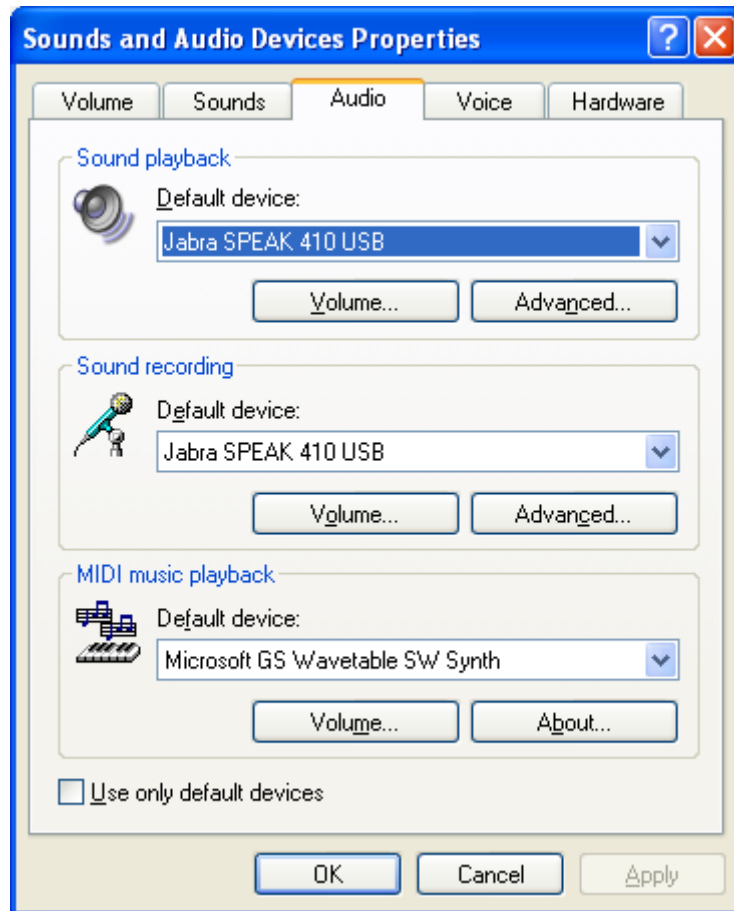 Sounds and Audio Devices Properties
Volume Sounds Audio Voice Hardware
Sound playback
Default device:
Jabra SPEAK 410 USB
Volume... Advanced...
Sound recording
Default device:
Jabra SPEAK 410 USB
Volume... Advanced...
MIDI music playback
Default device:
Microsoft GS Wavetable SW Synth
Volume... About...
Use only default devices
OK Cancel Apply